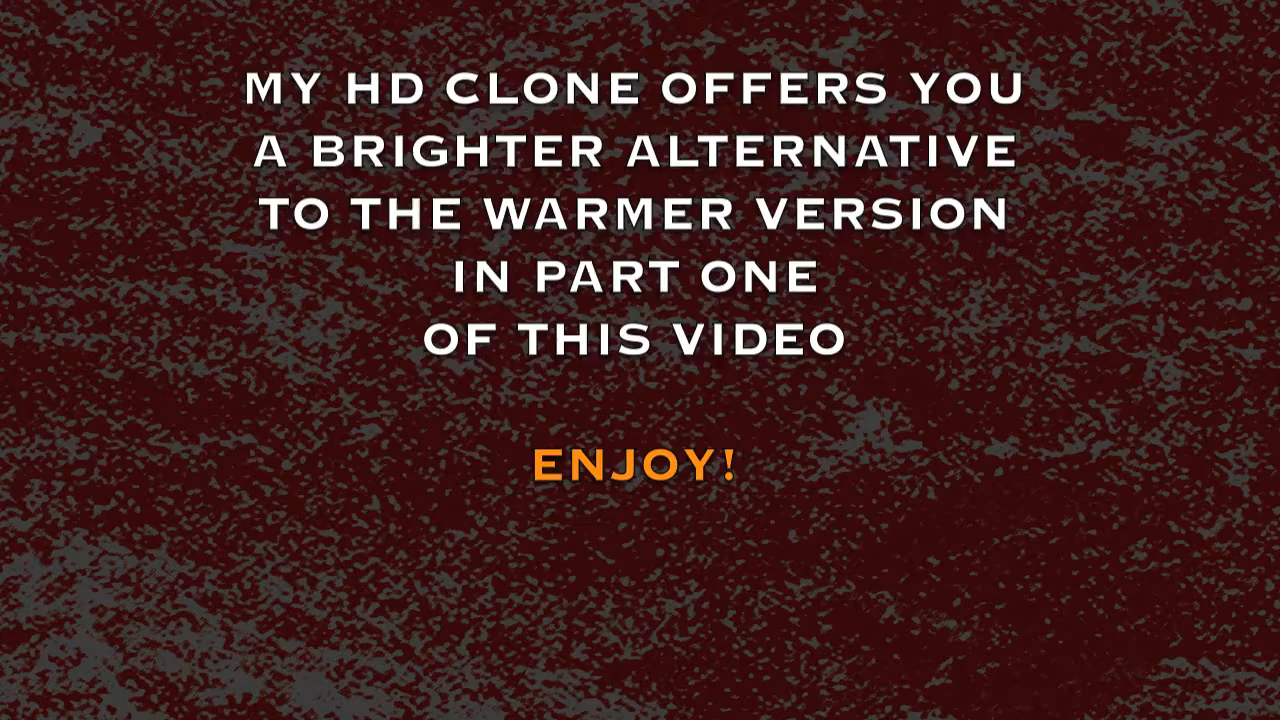 MY HD CLONE OFFERS YOU
A BRIGHTER ALTERNATIVE
TO THE WARMER VERSION
IN PART ONE
OF THIS VIDEO
ENJOY!